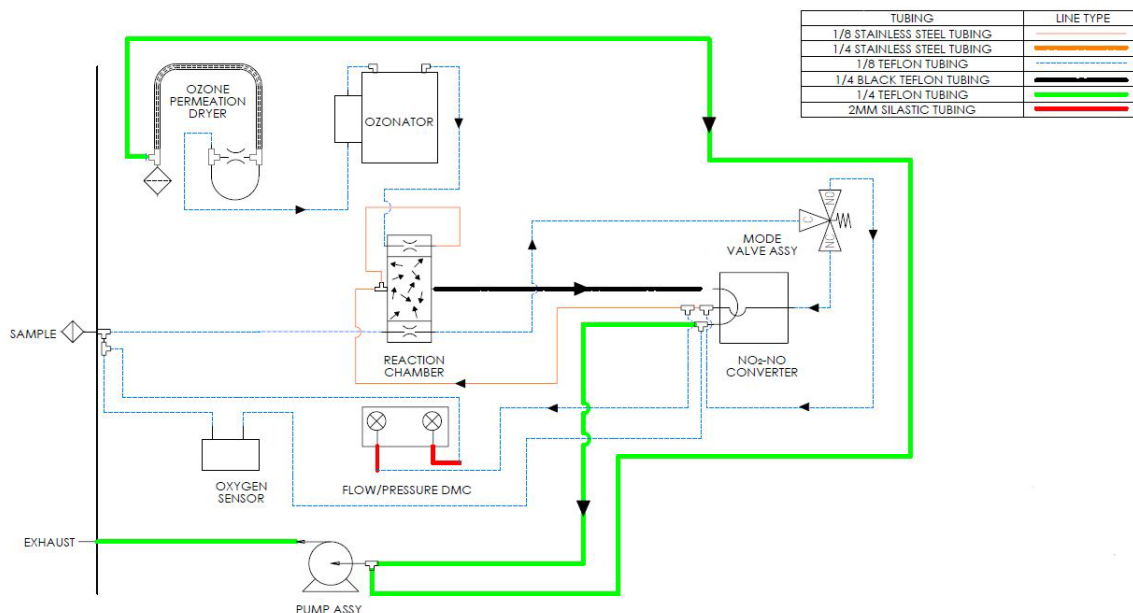 TUBING LINE TYPE
1/8 STAINLESS STEEL TUBING
1/4 STAINLESS STEEL TUBING
1/8 TEFLON TUBING
1/4 BLACK TEFLON TUBING
1/4 TEFLON TUBING
2MM SILASTIC TUBING
OZONE
PERMEATION
DRYER
OZONATOR
C
NO
NC
MODE
VALVE ASSY
SAMPLE
REACTION
CHAMBER
NO₂-NO
CONVERTER
OXYGEN
SENSOR
FLOW/PRESSURE DMC
EXHAUST
PUMP ASSY